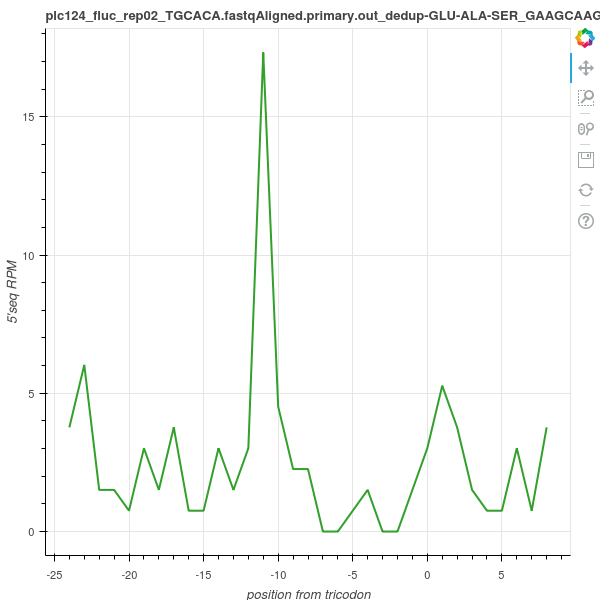 plc124_fluc_rep02_TGCACA.fastqAligned.primary.out_dedup-GLU-ALA-SER_GAAGCAAG
15
10
5
0
5'seq RPM
-25 -20 -15 -10 -5 0 5
position from tricodon